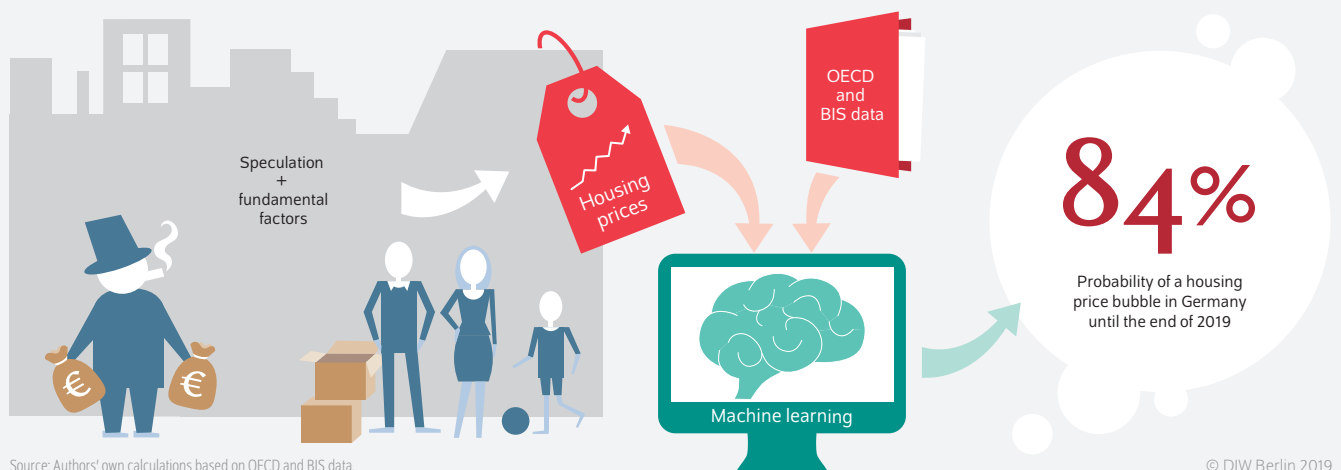 Speculation
+
fundamental
factors
€
€
Housing
prices
OECD
and
BIS data
Machine learning
84%
Probability of a housing
price bubble in Germany
until the end of 2019
Source: Authors' own calculations based on OECD and BIS data
© DIW Berlin 2019